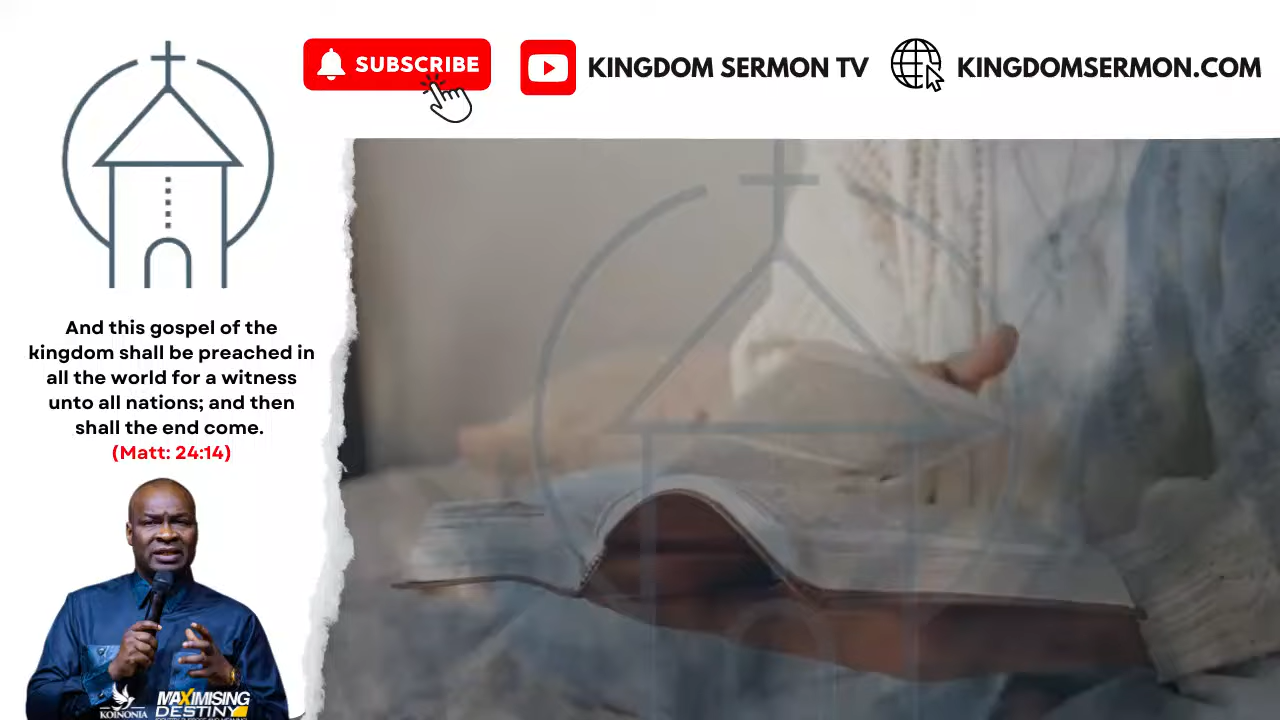 SUBSCRIBE
KINGDOM SERMON TV
KINGDOMSERMON.COM
And this gospel of the
kingdom shall be preached in
all the world for a witness
unto all nations; and then
shall the end come.
(Matt: 24:14)
KOINONIA
MAXIMISING
DESTINY